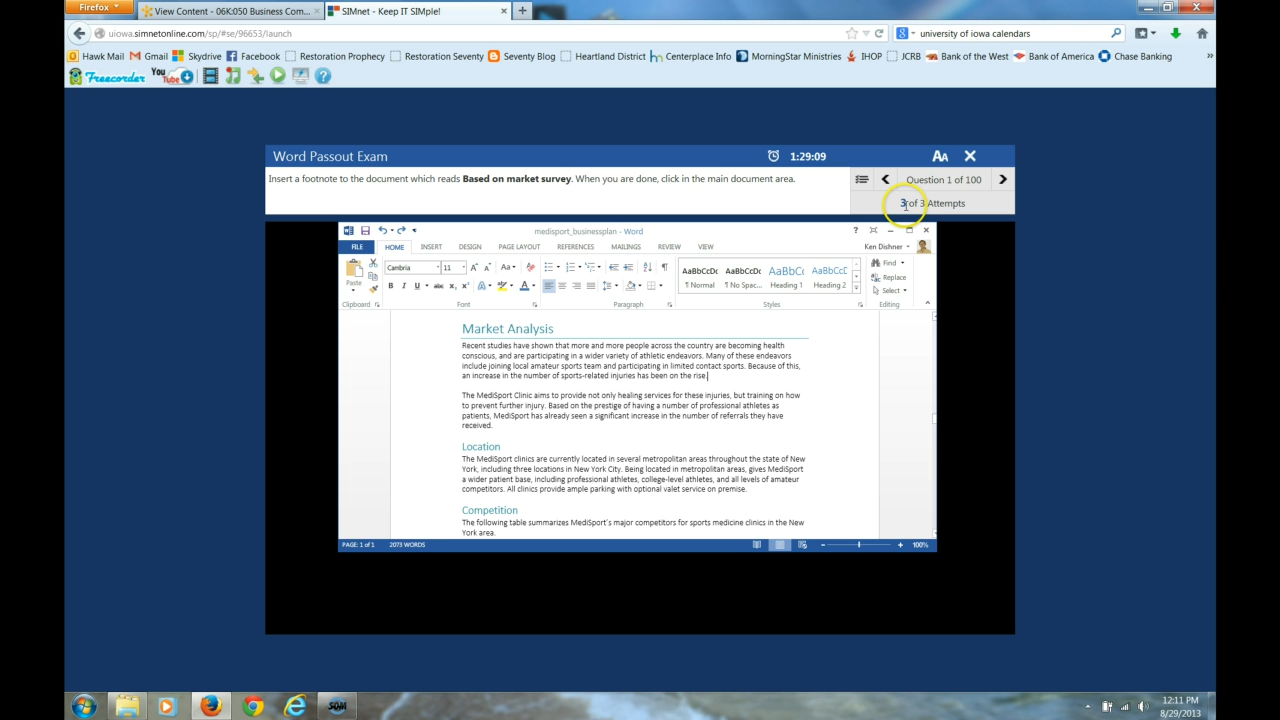 Firefox
View Content - 06K:050 Business Com...
SIMnet - Keep IT SIMple!
uiowa.simnetonline.com/sp/#se/96653/launch
university of iowa calendars
Hawk Mail Gmail Skydrive Facebook Restoration Prophecy Restoration Seventy Seventy Blog Heartland District Centerplace Info MorningStar Ministries IHOP JCRB Bank of the West Bank of America Chase Banking
Freecorder You Tube
Word Passout Exam
1:29:09
AA
Insert a footnote to the document which reads Based on market survey. When you are done, click in the main document area.
Question 1 of 100
3 of 3 Attempts
medisport_businessplan - Word
FILE HOME INSERT DESIGN PAGE LAYOUT REFERENCES MAILINGS REVIEW VIEW
Ken Dishner
Paste
Cambria 11
Aa
B I U abc x₂ x²
A
AaBbCcDc AaBbCcDc AaBbC( AaBbCcD
¶ Normal ¶ No Spac... Heading 1 Heading 2
Find
Replace
Select
Clipboard Font Paragraph Styles Editing
Market Analysis
Recent studies have shown that more and more people across the country are becoming health
conscious, and are participating in a wider variety of athletic endeavors. Many of these endeavors
include joining local amateur sports team and participating in limited contact sports. Because of this,
an increase in the number of sports-related injuries has been on the rise.
The MediSport Clinic aims to provide not only healing services for these injuries, but training on how
to prevent further injury. Based on the prestige of having a number of professional athletes as
patients, MediSport has already seen a significant increase in the number of referrals they have
received.
Location
The MediSport clinics are currently located in several metropolitan areas throughout the state of New
York, including three locations in New York City. Being located in metropolitan areas, gives MediSport
a wider patient base, including professional athletes, college-level athletes, and all levels of amateur
competitors. All clinics provide ample parking with optional valet service on premise.
Competition
The following table summarizes MediSport's major competitors for sports medicine clinics in the New
York area.
PAGE: 1 of 1 2073 WORDS
100%
SOM
12:11 PM
8/29/2013